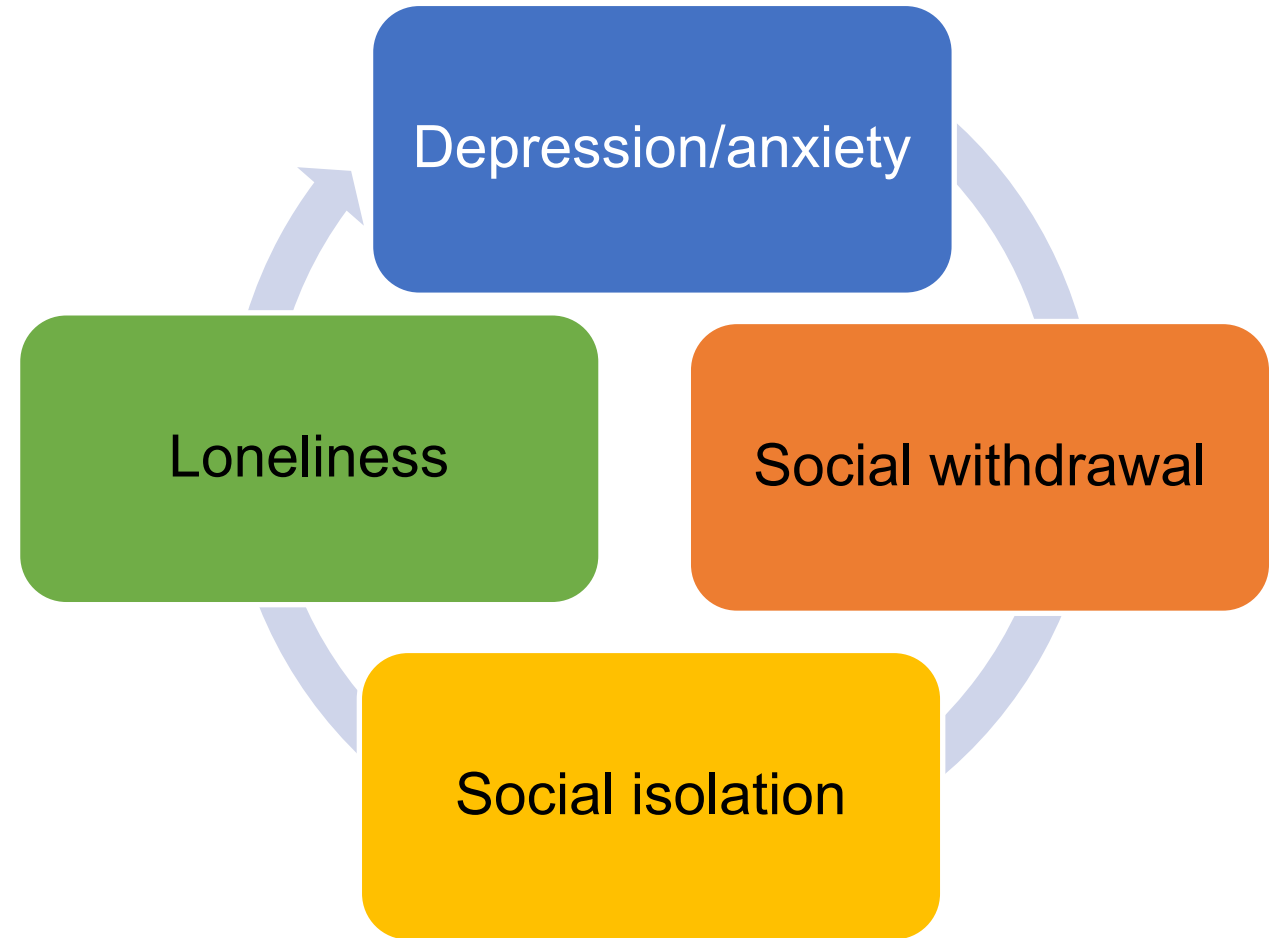 Depression/anxiety
Loneliness
Social withdrawal
Social isolation